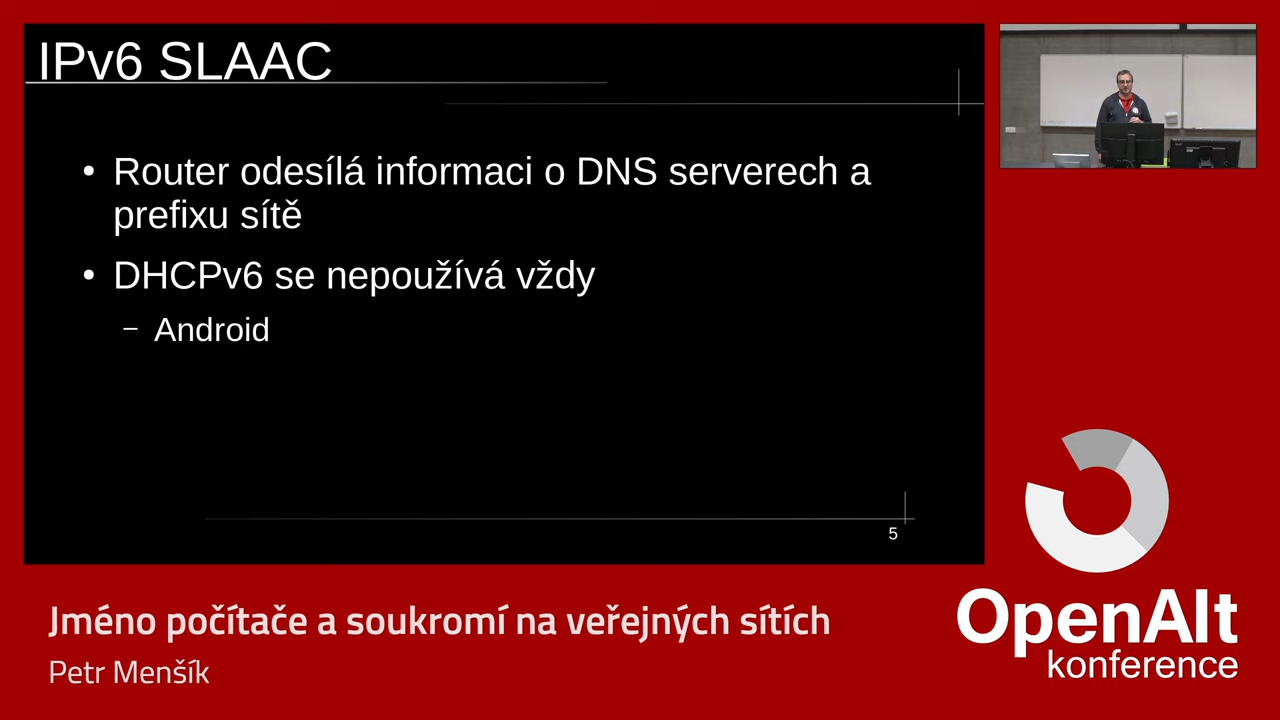 IPv6 SLAAC
• Router odesílá informaci o DNS serverech a
prefixu sítě
• DHCPv6 se nepoužívá vždy
– Android
5
Jméno počítače a soukromí na veřejných sítích
Petr Menšík
OpenAlt
konference